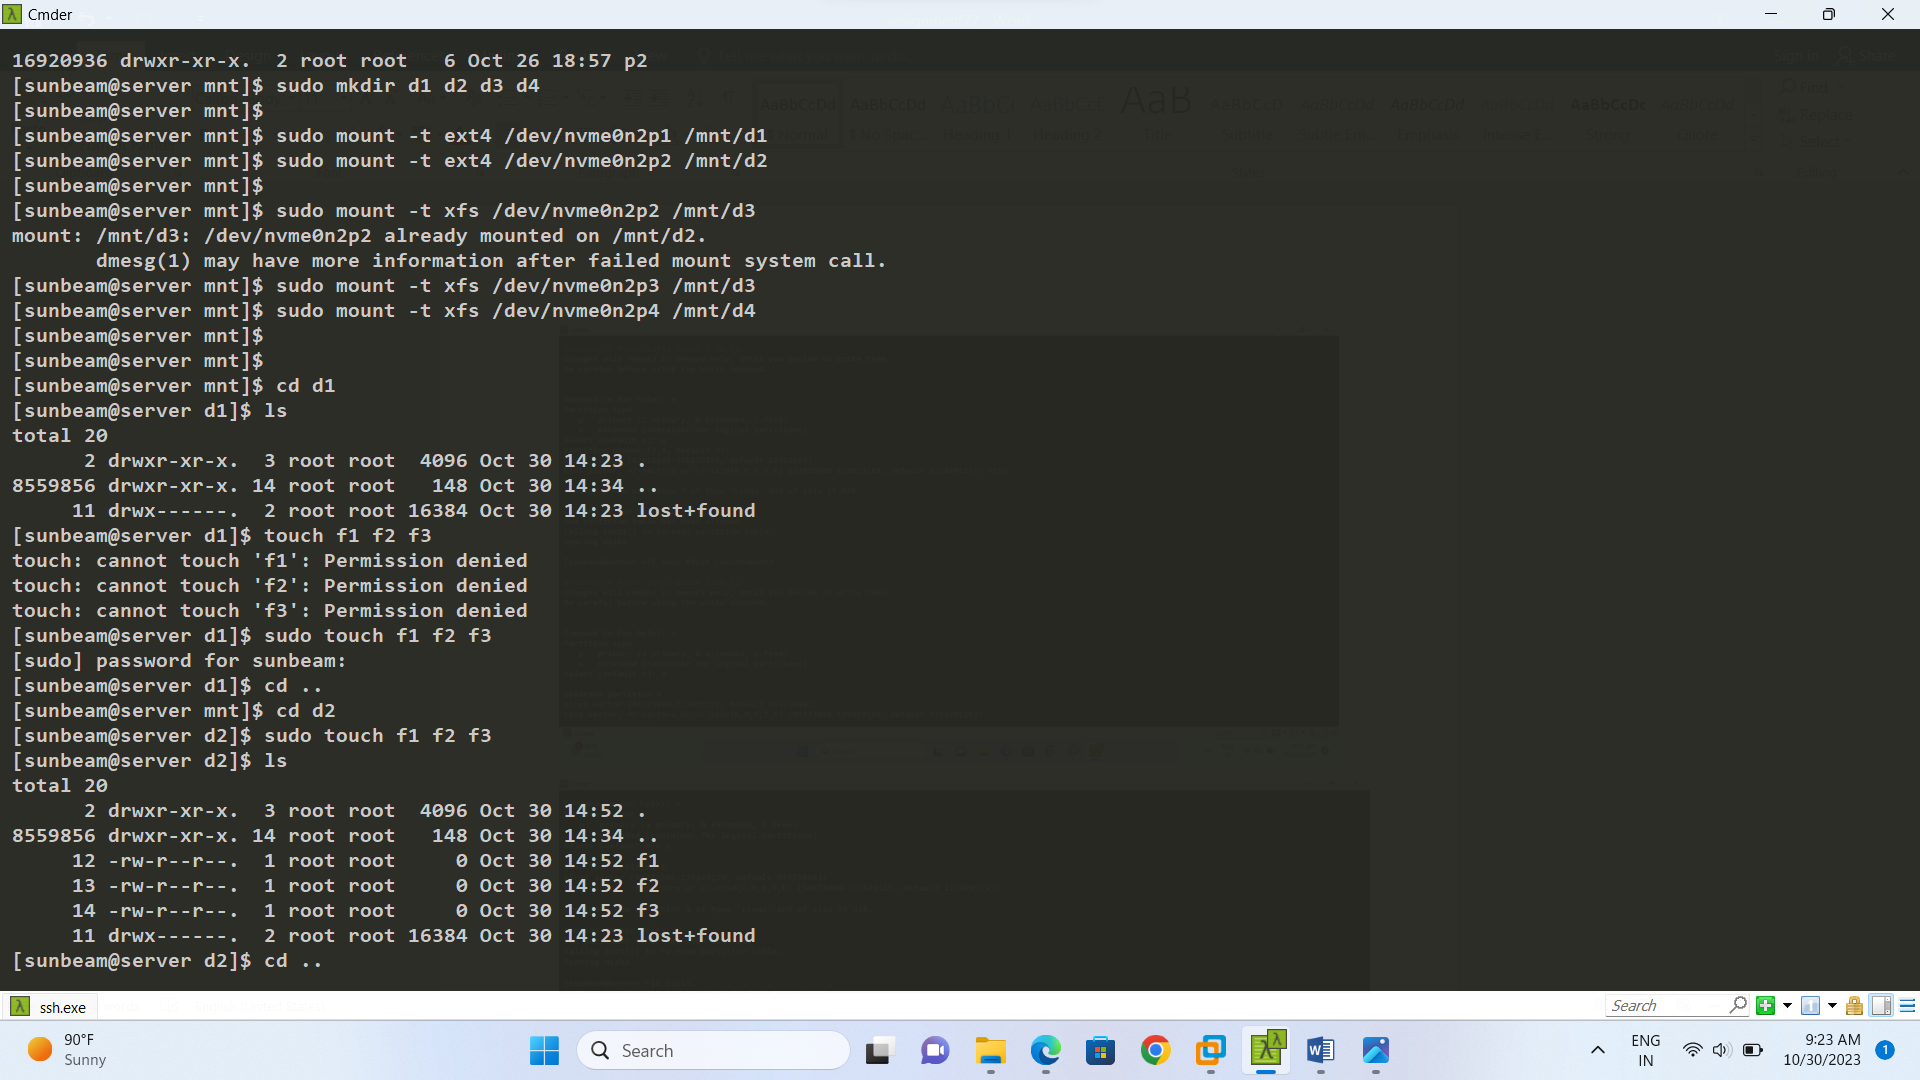 Cmder
16920936 drwxr-xr-x.  2 root root   6 Oct 26 18:57 p2
[sunbeam@server mnt]$ sudo mkdir d1 d2 d3 d4
[sunbeam@server mnt]$
[sunbeam@server mnt]$ sudo mount -t ext4 /dev/nvme0n2p1 /mnt/d1
[sunbeam@server mnt]$ sudo mount -t ext4 /dev/nvme0n2p2 /mnt/d2
[sunbeam@server mnt]$
[sunbeam@server mnt]$ sudo mount -t xfs /dev/nvme0n2p2 /mnt/d3
mount: /mnt/d3: /dev/nvme0n2p2 already mounted on /mnt/d2.
       dmesg(1) may have more information after failed mount system call.
[sunbeam@server mnt]$ sudo mount -t xfs /dev/nvme0n2p3 /mnt/d3
[sunbeam@server mnt]$ sudo mount -t xfs /dev/nvme0n2p4 /mnt/d4
[sunbeam@server mnt]$
[sunbeam@server mnt]$
[sunbeam@server mnt]$ cd d1
[sunbeam@server d1]$ ls
total 20
      2 drwxr-xr-x.  3 root root  4096 Oct 30 14:23 .
8559856 drwxr-xr-x. 14 root root   148 Oct 30 14:34 ..
     11 drwx------.  2 root root 16384 Oct 30 14:23 lost+found
[sunbeam@server d1]$ touch f1 f2 f3
touch: cannot touch 'f1': Permission denied
touch: cannot touch 'f2': Permission denied
touch: cannot touch 'f3': Permission denied
[sunbeam@server d1]$ sudo touch f1 f2 f3
[sudo] password for sunbeam:
[sunbeam@server d1]$ cd ..
[sunbeam@server mnt]$ cd d2
[sunbeam@server d2]$ sudo touch f1 f2 f3
[sunbeam@server d2]$ ls
total 20
      2 drwxr-xr-x.  3 root root  4096 Oct 30 14:52 .
8559856 drwxr-xr-x. 14 root root   148 Oct 30 14:34 ..
     12 -rw-r--r--.  1 root root     0 Oct 30 14:52 f1
     13 -rw-r--r--.  1 root root     0 Oct 30 14:52 f2
     14 -rw-r--r--.  1 root root     0 Oct 30 14:52 f3
     11 drwx------.  2 root root 16384 Oct 30 14:23 lost+found
[sunbeam@server d2]$ cd ..
ssh.exe
Search
90°F
Sunny
Search
ENG
IN
9:23 AM
10/30/2023
1